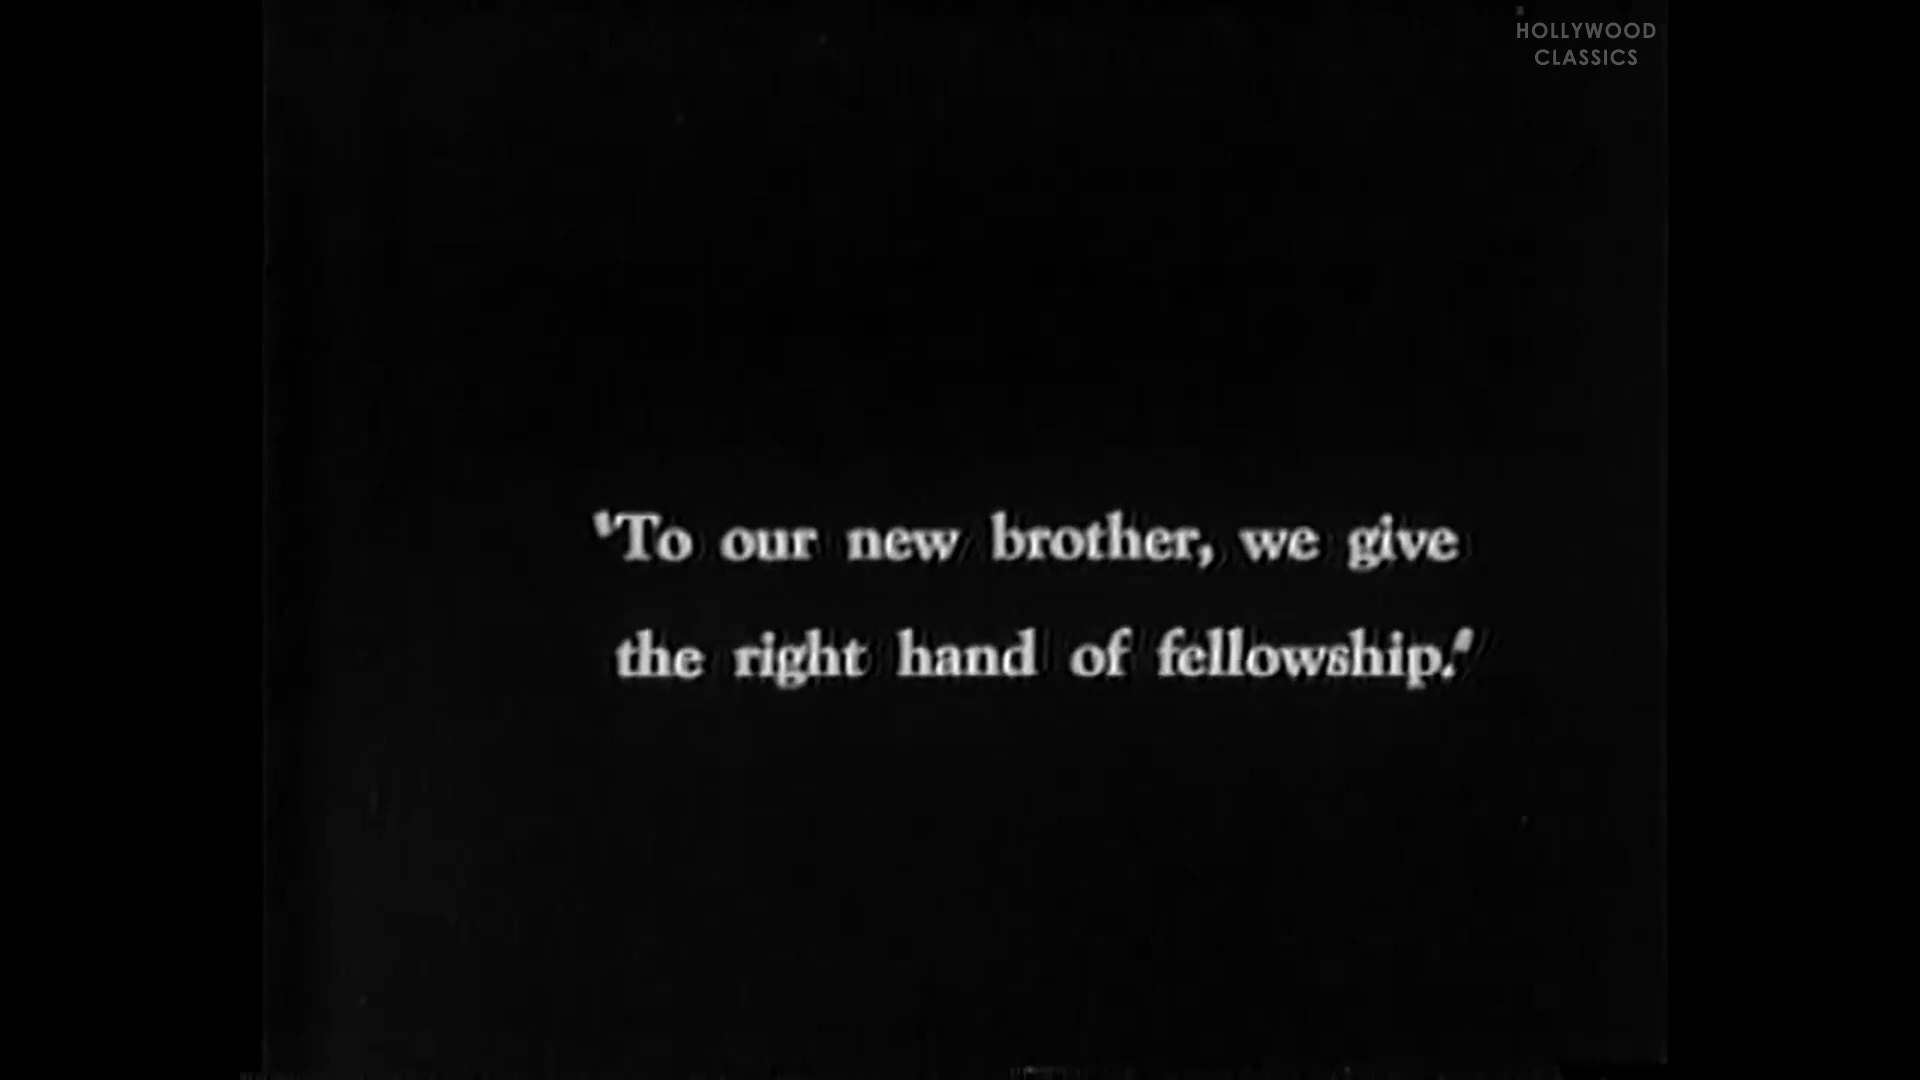 HOLLYWOOD
CLASSICS
"To our new brother, we give
the right hand of fellowship."